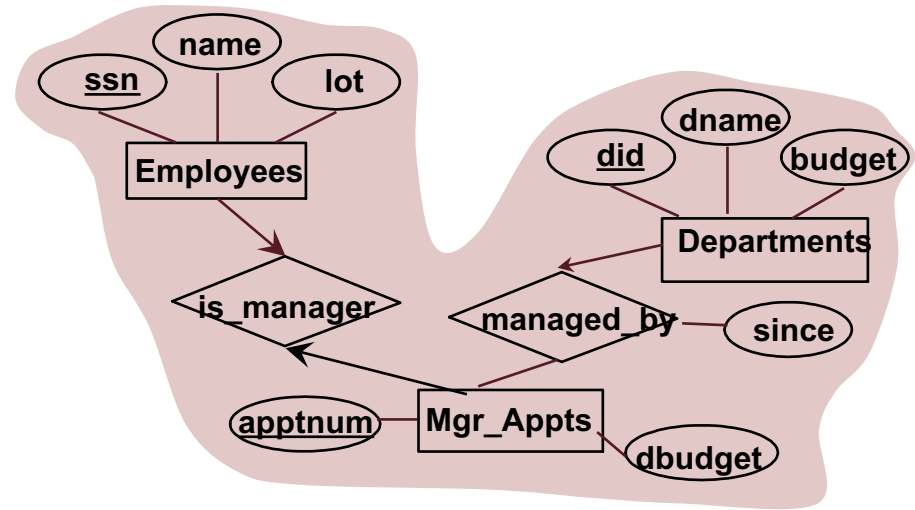 name
ssn
lot
Employees
dname
did
budget
Departments
is_manager
managed_by
since
apptnum
Mgr_Appts
dbudget